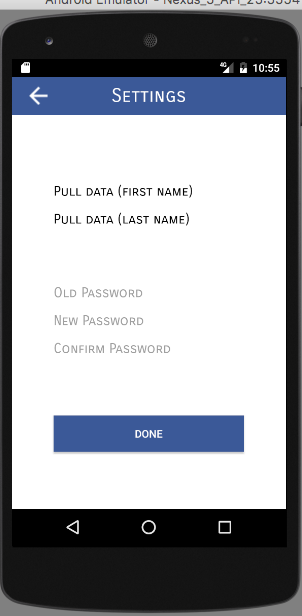 Android Emulator - Nexus_5_API_23:5554
4G 10:55
Settings
Pull data (first name)
Pull data (last name)
Old Password
New Password
Confirm Password
DONE